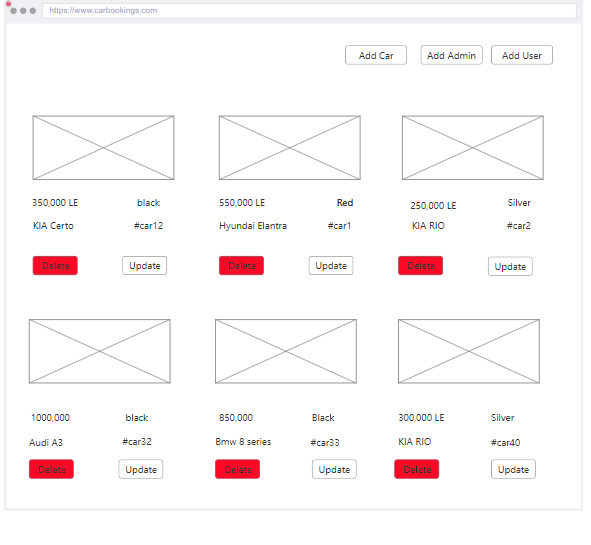 https://www.carbookings.com
Add Car Add Admin Add User
350,000 LE black 550,000 LE Red 250,000 LE Silver
KIA Certo #car12 Hyundai Elantra #car1 KIA RIO #car2
Delete Update Delete Update Delete Update
1000,000 black 850,000 Black 300,000 LE Silver
Audi A3 #car32 Bmw 8 series #car33 KIA RIO #car40
Delete Update Delete Update Delete Update